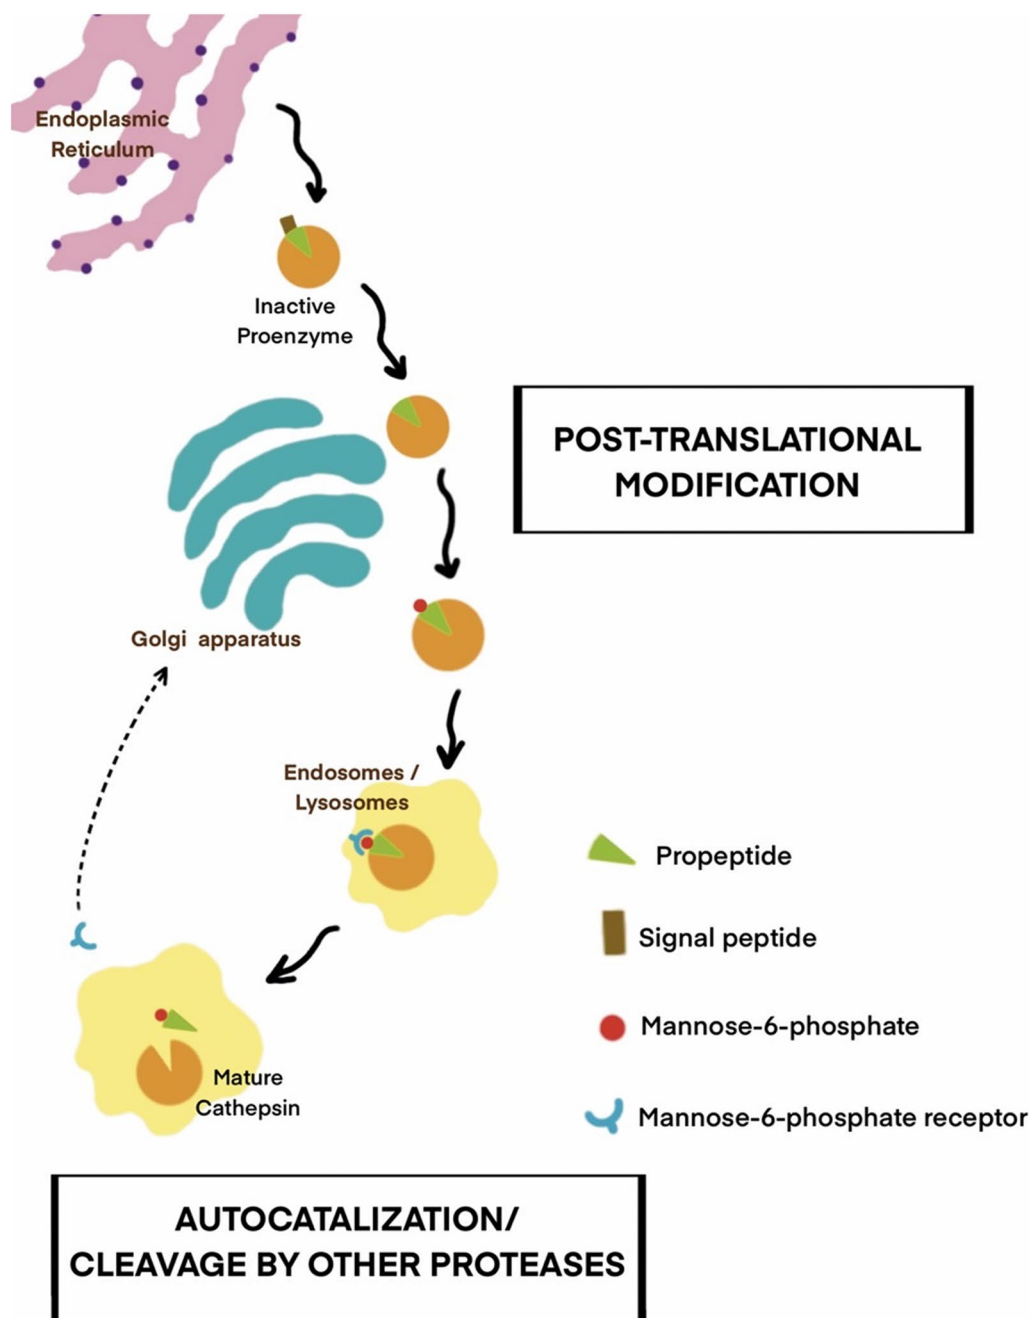 Endoplasmic
Reticulum
Inactive
Proenzyme
POST-TRANSLATIONAL
MODIFICATION
Golgi apparatus
Endosomes /
Lysosomes
Propeptide
Signal peptide
Mannose-6-phosphate
Mannose-6-phosphate receptor
Mature
Cathepsin
AUTOCATALIZATION/
CLEAVAGE BY OTHER PROTEASES